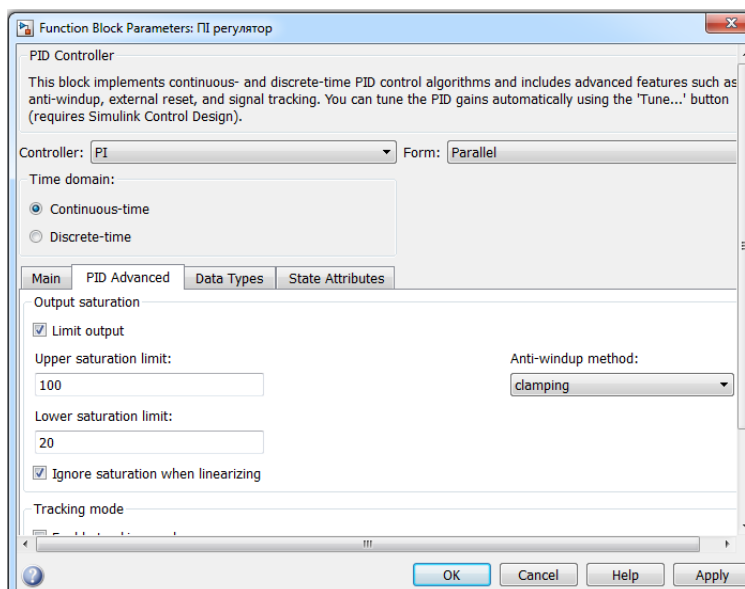 Function Block Parameters: ПІ регулятор
PID Controller
This block implements continuous- and discrete-time PID control algorithms and includes advanced features such as
anti-windup, external reset, and signal tracking. You can tune the PID gains automatically using the 'Tune...' button
(requires Simulink Control Design).
Controller: PI Form: Parallel
Time domain:
Continuous-time
Discrete-time
Main PID Advanced Data Types State Attributes
Output saturation
Limit output
Upper saturation limit: Anti-windup method:
100 clamping
Lower saturation limit:
20
Ignore saturation when linearizing
Tracking mode
OK Cancel Help Apply